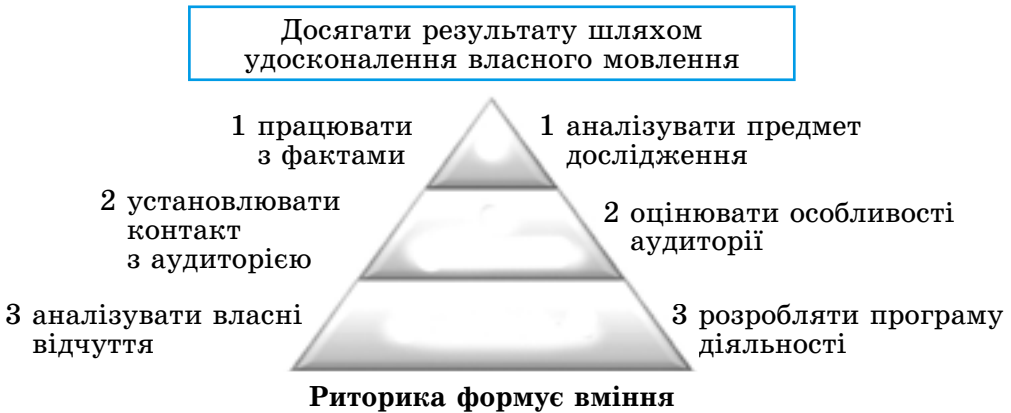 Досягати результату шляхом
удосконалення власного мовлення
1 працювати
з фактами
1 аналізувати предмет
дослідження
2 установлювати
контакт
з аудиторією
2 оцінювати особливості
аудиторії
3 аналізувати власні
відчуття
3 розробляти програму
діяльності
Риторика формує вміння